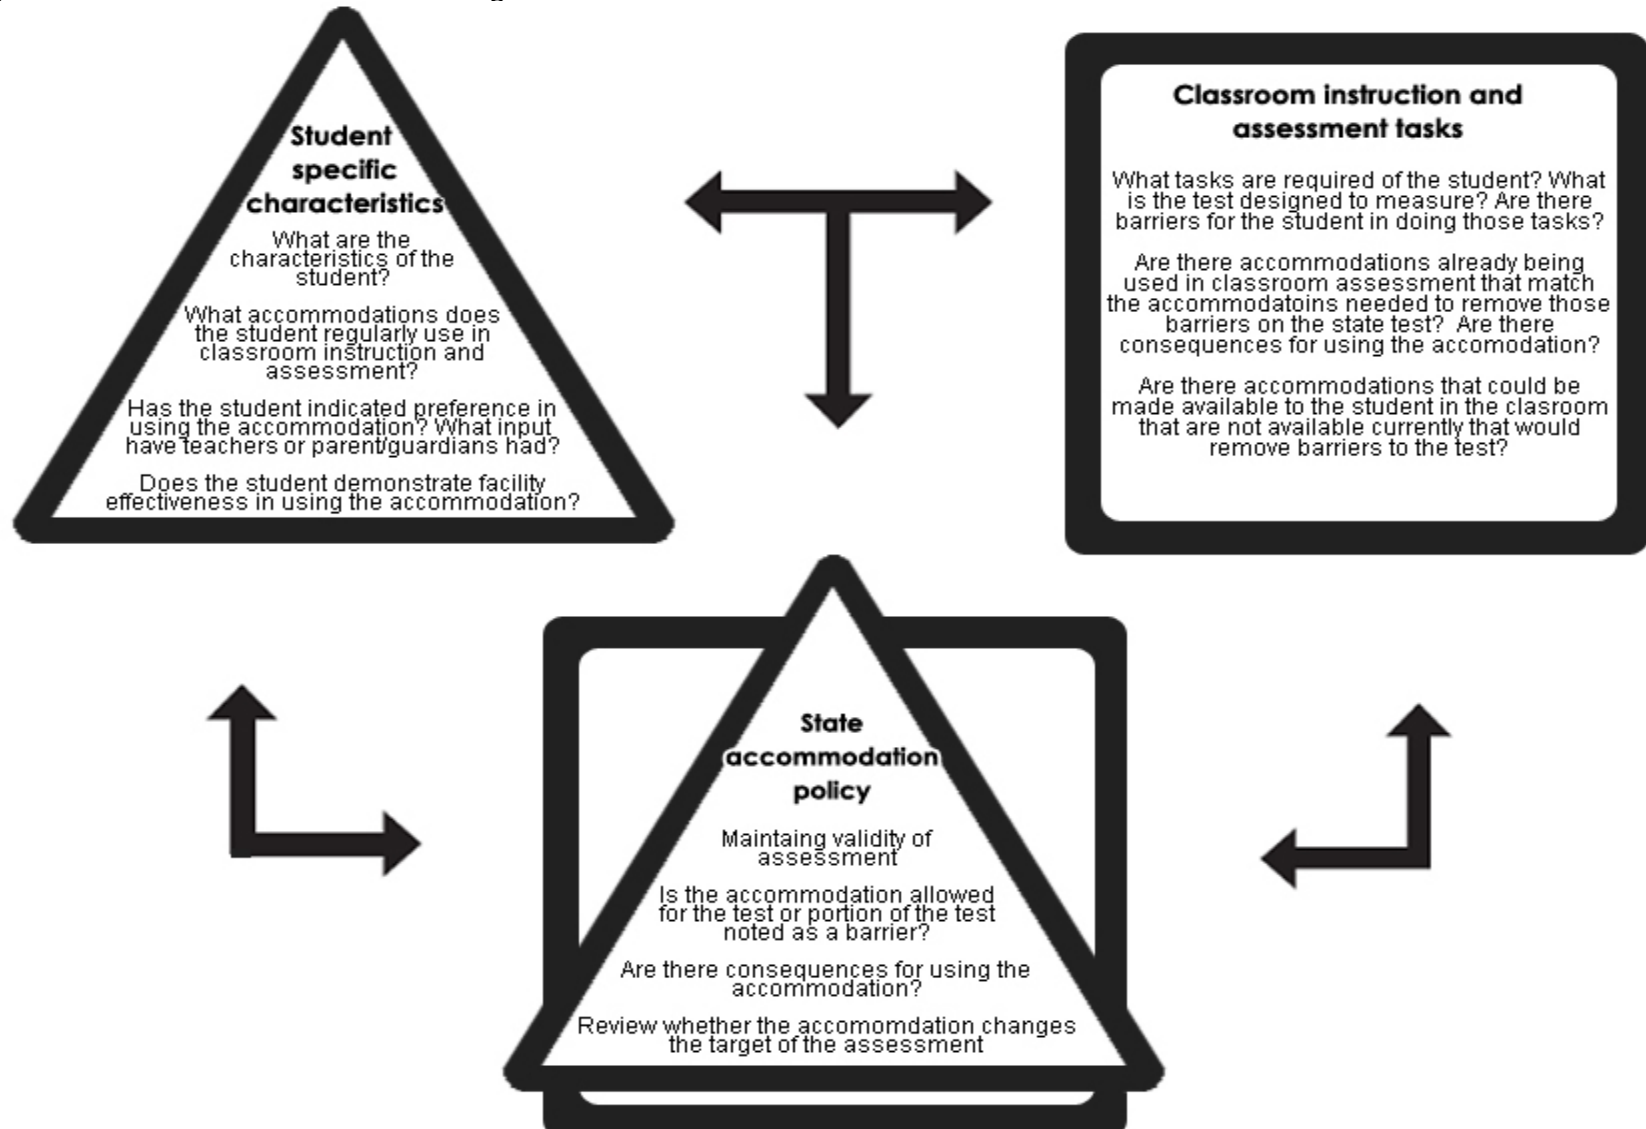 Student
specific
characteristics
What are the
characteristics of the
student?
What accommodations does
the student regularly use in
classroom instruction and
assessment?
Has the student indicated preference in
using the accommodation? What input
have teachers or parent/guardians had?
Does the student demonstrate facility
effectiveness in using the accommodation?
Classroom instruction and
assessment tasks
What tasks are required of the student? What
is the test designed to measure? Are there
barriers for the student in doing those tasks?
Are there accommodations already being
used in classroom assessment that match
the accommodatoins needed to remove those
barriers on the state test? Are there
consequences for using the accomodation?
Are there accommodations that could be
made available to the student in the clasroom
that are not available currently that would
remove barriers to the test?
State
accommodation
policy
Maintaing validity of
assessment
Is the accommodation allowed
for the test or portion of the test
noted as a barrier?
Are there consequences for using the
accommodation?
Review whether the accomomdation changes
the target of the assessment